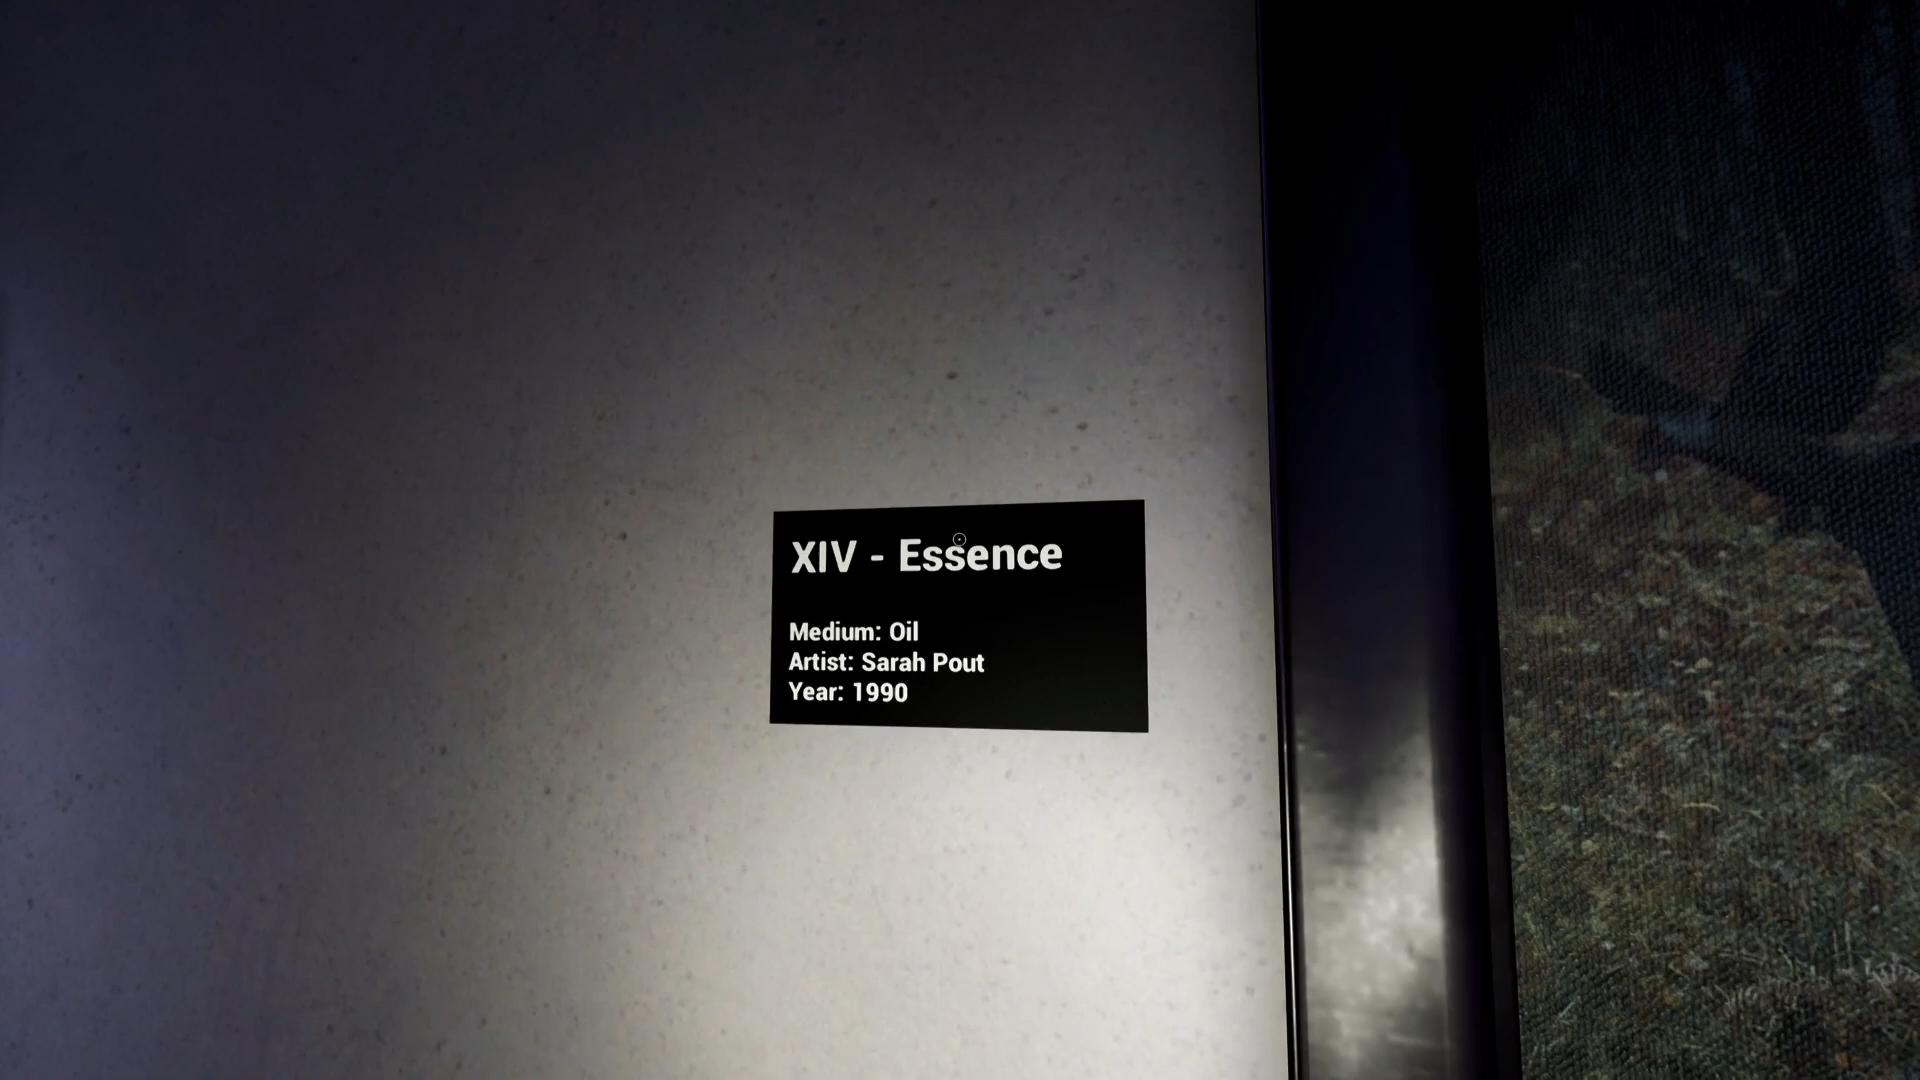 XIV - Essence
Medium: Oil
Artist: Sarah Pout
Year: 1990